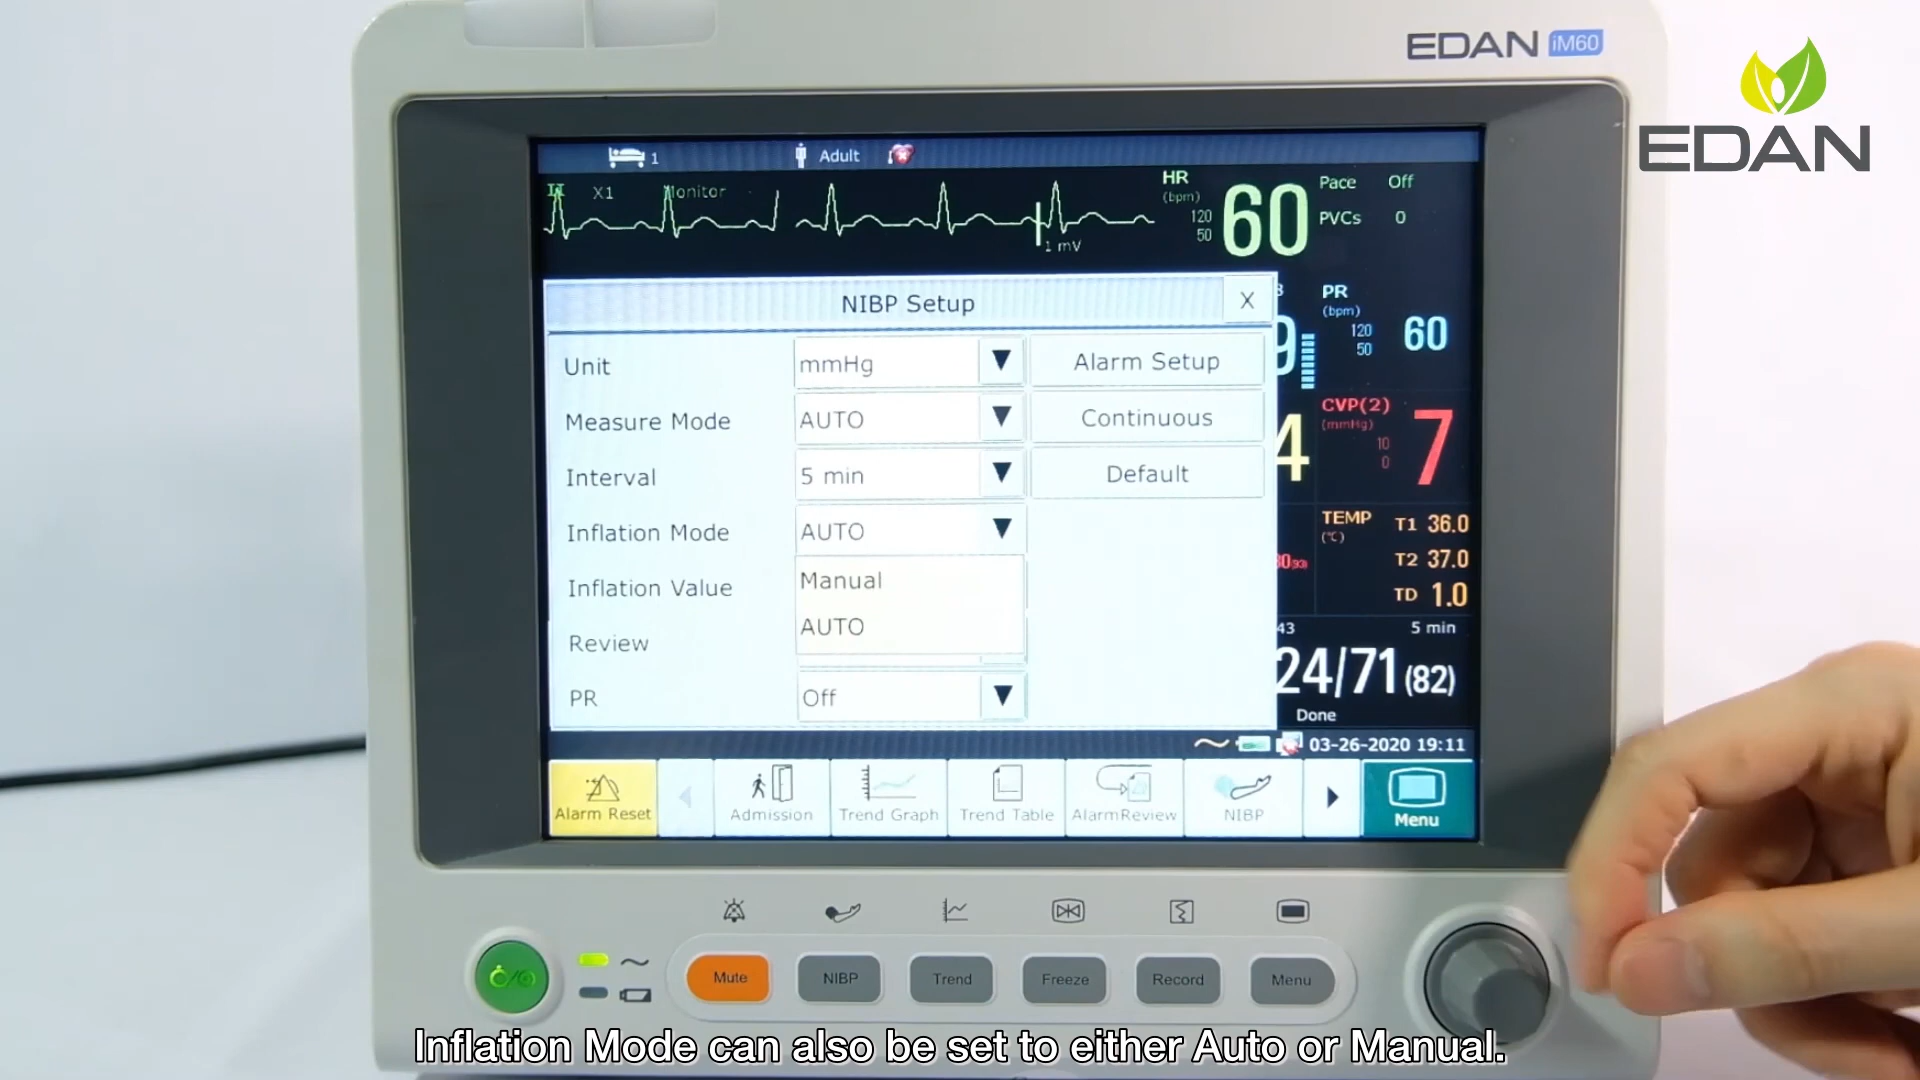 EDAN iM60
EDAN
1 Adult
II X1 Monitor
1 mV
HR
(bpm)
120
50
60
Pace Off
PVCs 0
NIBP Setup X
Unit mmHg Alarm Setup
Measure Mode AUTO Continuous
Interval 5 min Default
Inflation Mode AUTO
Manual
Inflation Value
AUTO
Review
PR Off
9
PR
(bpm)
120
50
60
4
CVP(2)
(mmHg)
10
0
7
TEMP
(°C)
T1 36.0
T2 37.0
TD 1.0
(93)
43 5 min
24/71 (82)
Done
03-26-2020 19:11
Alarm Reset
Admission
Trend Graph
Trend Table
AlarmReview
NIBP
Menu
Mute
NIBP
Trend
Freeze
Record
Menu
Inflation Mode can also be set to either Auto or Manual.